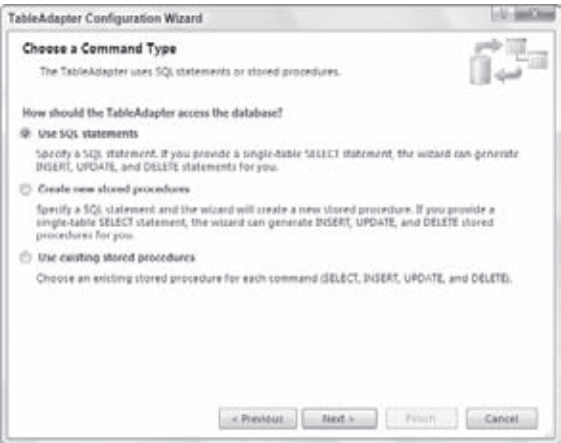 TableAdapter Configuration Wizard
Choose a Command Type
The TableAdapter uses SQL statements or stored procedures.
How should the TableAdapter access the database?
Use SQL statements
Specify a SQL statement. If you provide a single-table SELECT statement, the wizard can generate
INSERT, UPDATE, and DELETE statements for you.
Create new stored procedures
Specify a SQL statement and the wizard will create a new stored procedure. If you provide a
single-table SELECT statement, the wizard can generate INSERT, UPDATE, and DELETE stored
procedures for you.
Use existing stored procedures
Choose an existing stored procedure for each command (SELECT, INSERT, UPDATE, and DELETE).
< Previous
Next >
Finish
Cancel